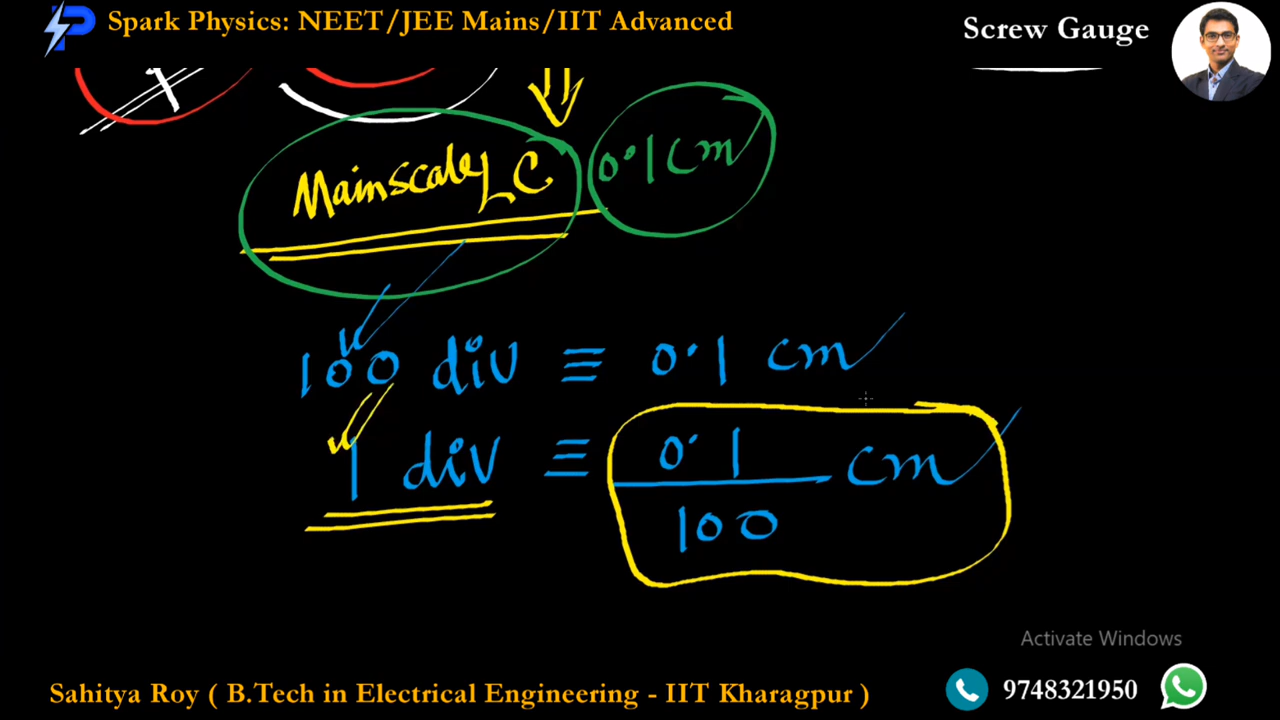 Spark Physics: NEET/JEE Mains/IIT Advanced
Screw Gauge
Mainscale LC 0.1 cm
100 div ≡ 0.1 cm
1 div ≡ 0.1/100 cm
Activate Windows
Sahitya Roy ( B.Tech in Electrical Engineering - IIT Kharagpur )
9748321950